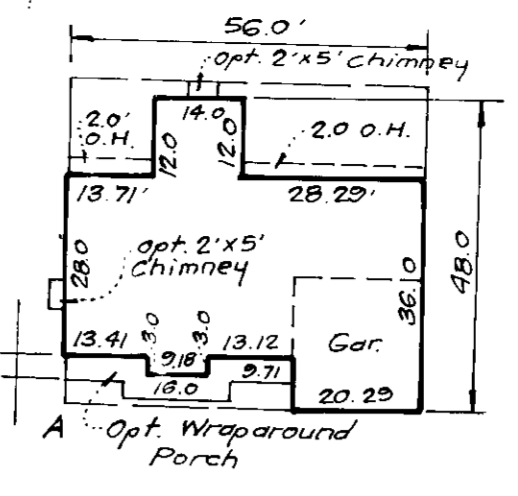 56.0'
opt. 2'x5' chimney
14.0
2.0'
O.H.
12.0
12.0
2.0 O.H.
13.71'
28.29'
28.0
opt. 2'x5'
Chimney
36.0
48.0
13.41
3.0
3.0
13.12
Gar.
9.18
9.71
16.0
20.29
A
Opt. Wraparound
Porch